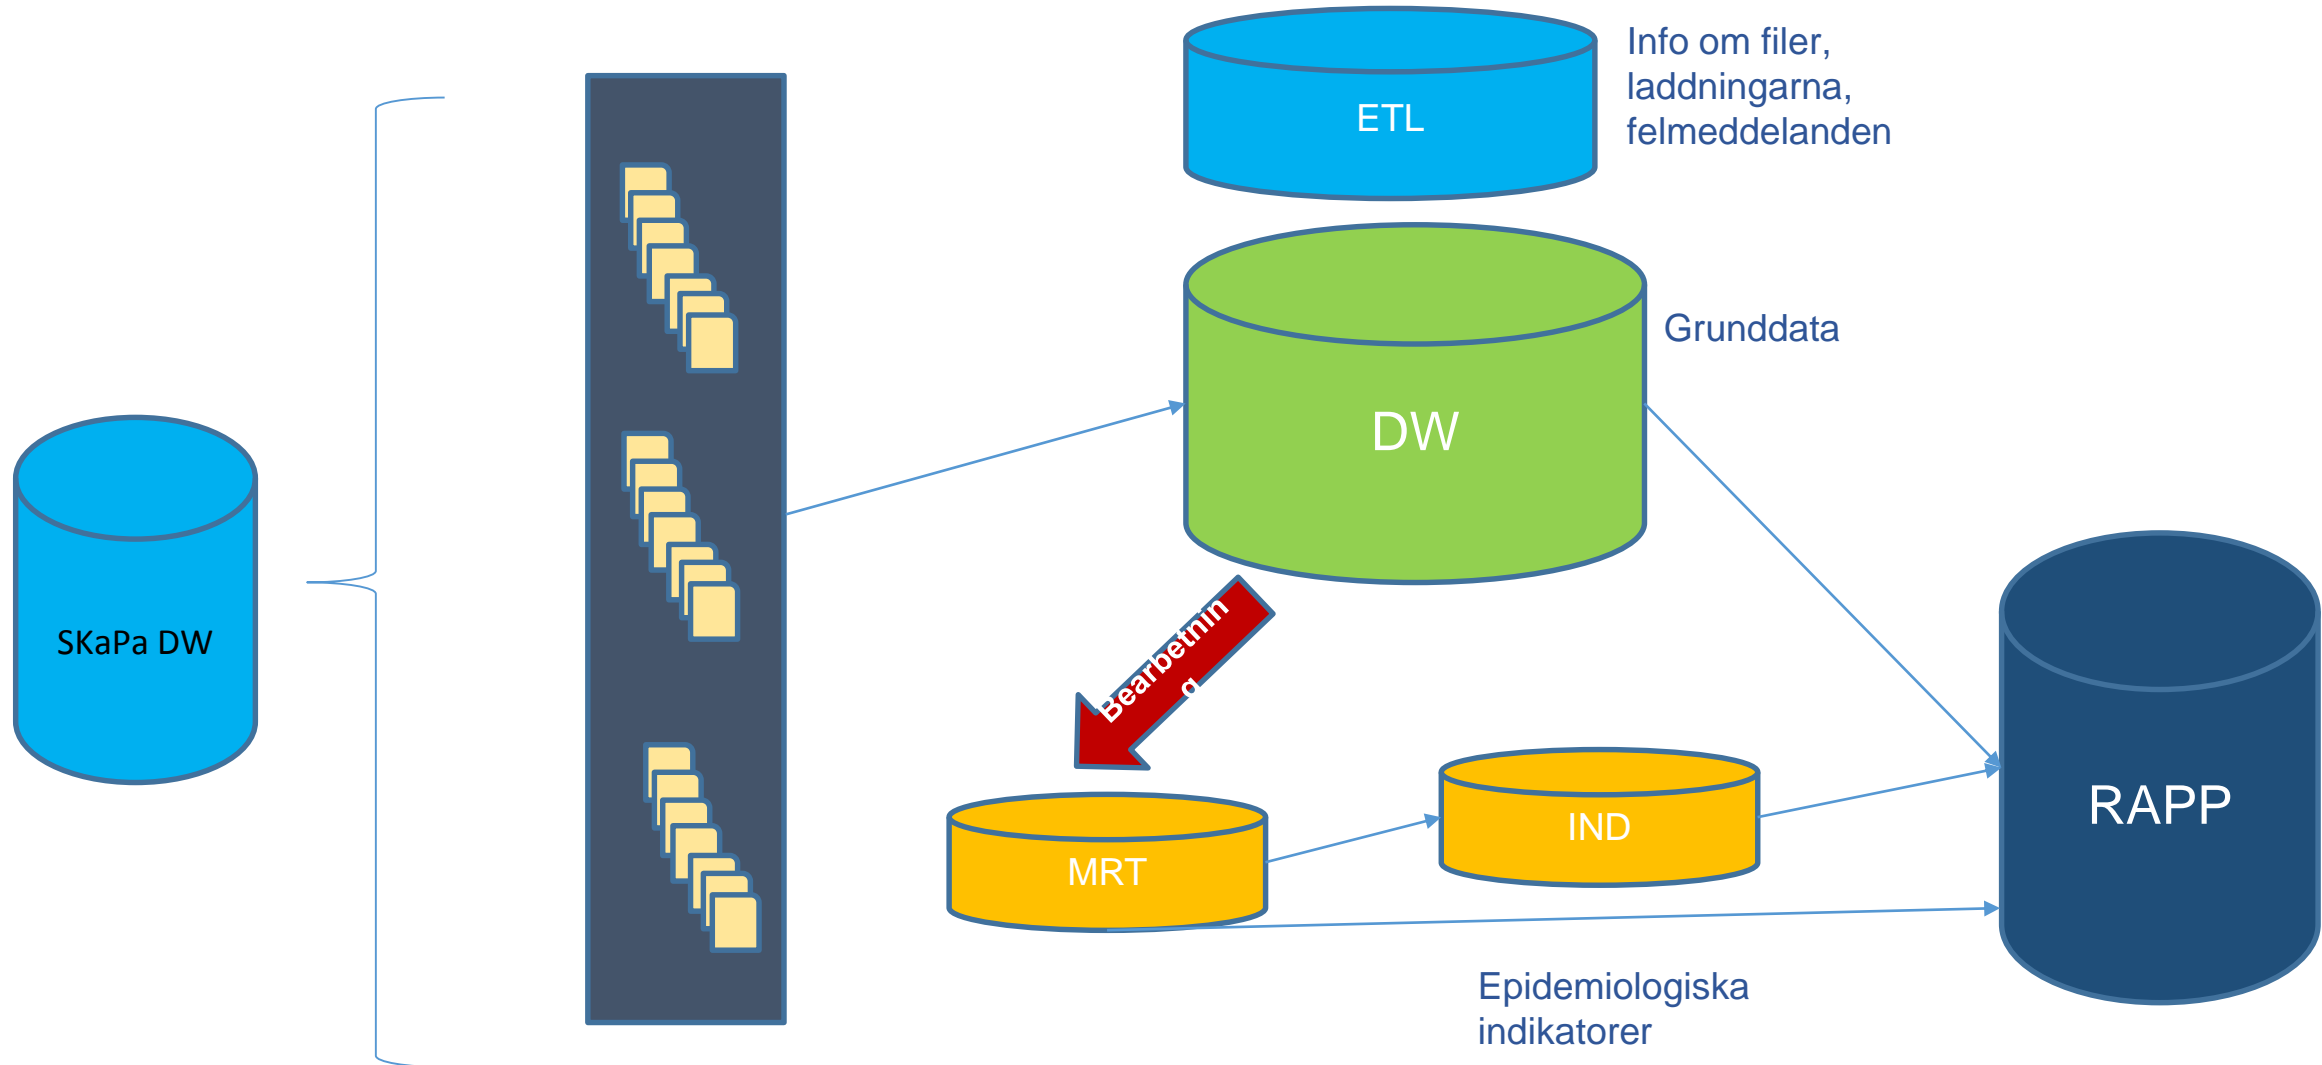 ETL
Info om filer,
laddningarna,
felmeddelanden
Grunddata
DW
SKaPa DW
Bearbetnin
g
MRT
IND
RAPP
Epidemiologiska
indikatorer